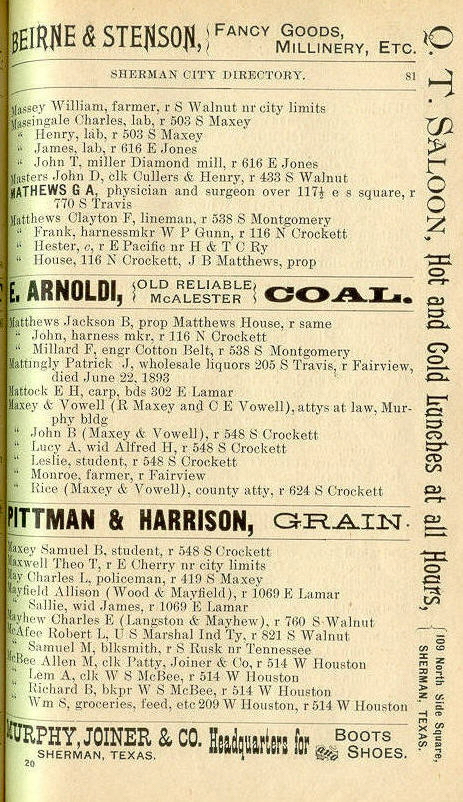 BEIRNE & STENSON, { FANCY GOODS, MILLINERY, ETC.
SHERMAN CITY DIRECTORY. 81
Massey William, farmer, r S Walnut nr city limits
Massingale Charles, lab, r 503 S Maxey
“ Henry, lab, r 503 S Maxey
“ James, lab, r 616 E Jones
“ John T, miller Diamond mill, r 616 E Jones
Masters John D, clk Cullers & Henry, r 433 S Walnut
MATHEWS G A, physician and surgeon over 117½ e s square, r
770 S Travis
Matthews Clayton F, lineman, r 538 S Montgomery
“ Frank, harnessmkr W P Gunn, r 116 N Crockett
“ Hester, c, r E Pacific nr H & T C Ry
“ House, 116 N Crockett, J B Matthews, prop
E. ARNOLDI, { OLD RELIABLE McALESTER } COAL.
Matthews Jackson B, prop Matthews House, r same
“ John, harness mkr, r 116 N Crockett
“ Millard F, engr Cotton Belt, r 538 S Montgomery
Mattingly Patrick J, wholesale liquors 205 S Travis, r Fairview,
died June 22, 1893
Mattock E H, carp, bds 302 E Lamar
Maxey & Vowell (R Maxey and C E Vowell), attys at law, Mur-
phy bldg
“ John B (Maxey & Vowell), r 548 S Crockett
“ Lucy A, wid Alfred H, r 548 S Crockett
“ Leslie, student, r 548 S Crockett
“ Monroe, farmer, r Fairview
“ Rice (Maxey & Vowell), county atty, r 624 S Crockett
PITTMAN & HARRISON, GRAIN.
Maxey Samuel B, student, r 548 S Crockett
Maxwell Theo T, r E Cherry nr city limits
May Charles L, policeman, r 419 S Maxey
Mayfield Allison (Wood & Mayfield), r 1069 E Lamar
“ Sallie, wid James, r 1069 E Lamar
Mayhew Charles E (Langston & Mayhew), r 760 S Walnut
McAfee Robert L, U S Marshal Ind Ty, r 821 S Walnut
“ Samuel M, blksmith, r S Rusk nr Tennessee
McBee Allen M, clk Patty, Joiner & Co, r 514 W Houston
“ Lem A, clk W S McBee, r 514 W Houston
“ Richard B, bkpr W S McBee, r 514 W Houston
“ Wm S, groceries, feed, etc 209 W Houston, r 514 W Houston
MURPHY, JOINER & CO. Headquarters for BOOTS and SHOES.
SHERMAN, TEXAS.
20
Q. T. SALOON, Hot and Cold Lunches at all Hours, { 109 North Side Square,
SHERMAN, TEXAS.